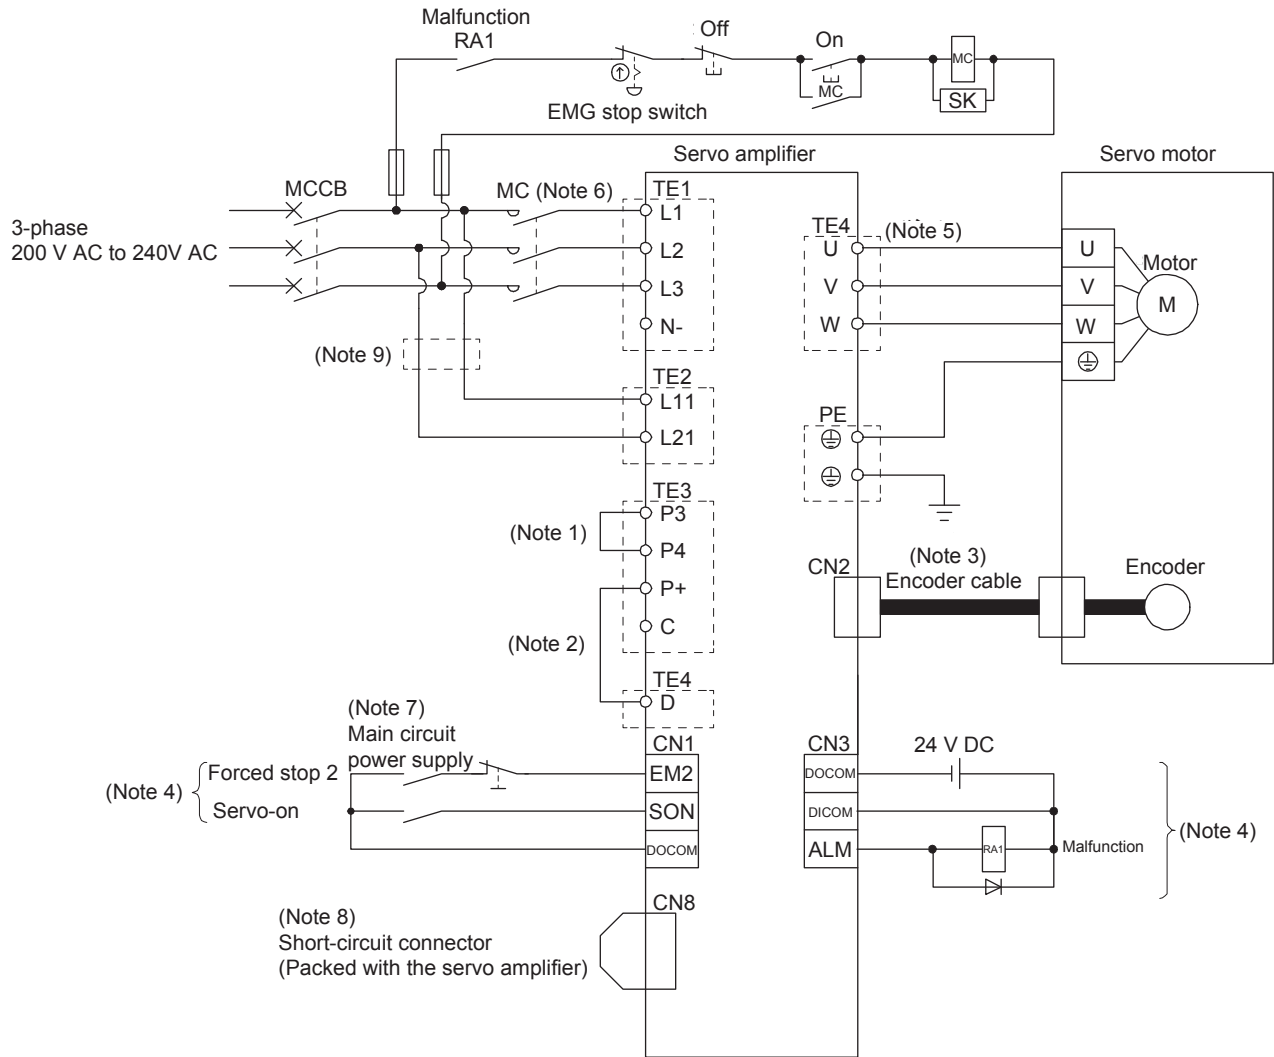 Malfunction
RA1
Off
On
MC
MC
SK
EMG stop switch
Servo amplifier
Servo motor
MCCB
MC (Note 6)
TE1
3-phase
200 V AC to 240V AC
L1
L2
L3
N-
TE4
(Note 5)
U
V
W
U
V
W
Motor
M
(Note 9)
TE2
L11
L21
PE
TE3
(Note 1)
P3
P4
P+
C
(Note 2)
CN2
(Note 3)
Encoder cable
Encoder
TE4
D
(Note 7)
Main circuit
power supply
CN1
CN3
24 V DC
(Note 4)
Forced stop 2
Servo-on
EM2
SON
DOCOM
DOCOM
DICOM
ALM
RA1
Malfunction
(Note 4)
CN8
(Note 8)
Short-circuit connector
(Packed with the servo amplifier)